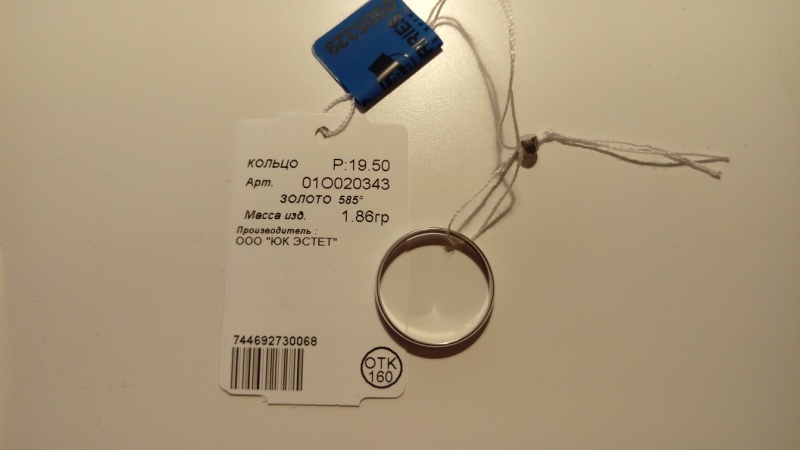 КОЛЬЦО Р:19.50
Арт. 01О020343
ЗОЛОТО 585°
Масса изд. 1.86гр
Производитель :
ООО "ЮК ЭСТЕТ"
744692730068
ОТК
160